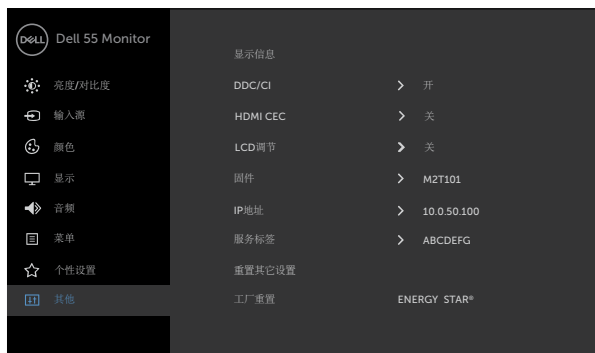 DELL Dell 55 Monitor
亮度/对比度
输入源
颜色
显示
音频
菜单
个性设置
其他
显示信息
DDC/CI > 开
HDMI CEC > 关
LCD调节 > 关
固件 > M2T101
IP地址 > 10.0.50.100
服务标签 > ABCDEFG
重置其它设置
工厂重置 ENERGY STAR®